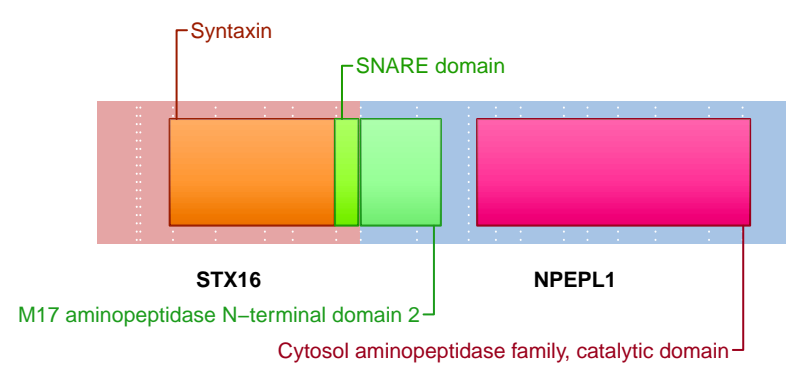 Syntaxin
SNARE domain
STX16
NPEPL1
M17 aminopeptidase N−terminal domain 2
Cytosol aminopeptidase family, catalytic domain